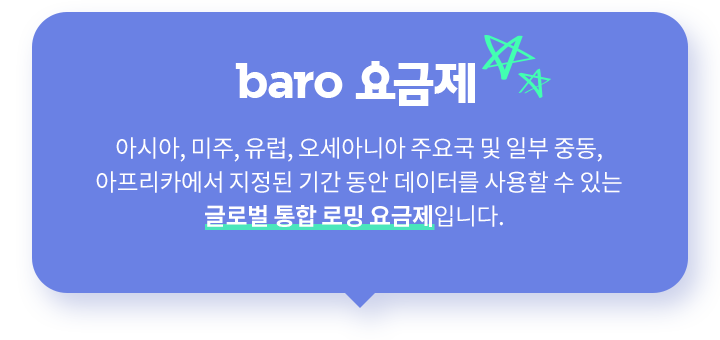 baro 요금제
아시아, 미주, 유럽, 오세아니아 주요국 및 일부 중동,
아프리카에서 지정된 기간 동안 데이터를 사용할 수 있는
글로벌 통합 로밍 요금제입니다.